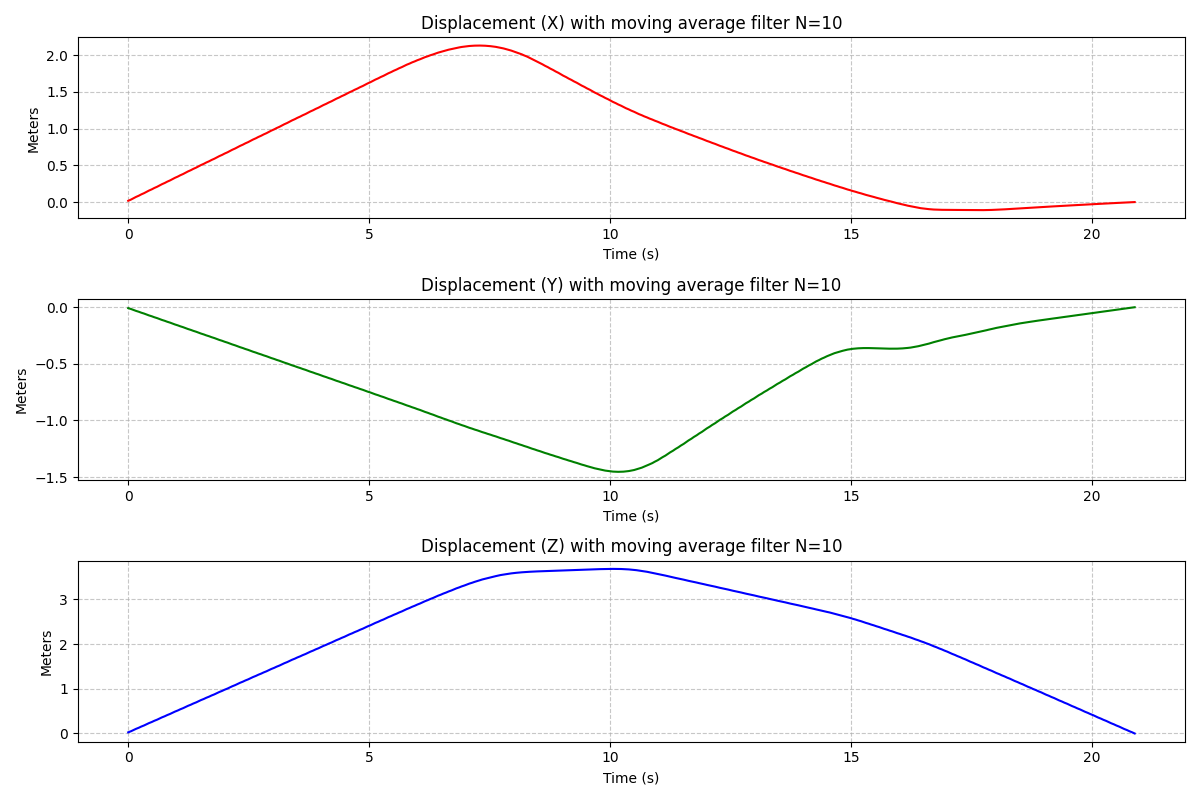 Displacement (X) with moving average filter N=10
2.0
1.5
1.0
0.5
0.0
Meters
0 5 10 15 20
Time (s)
Displacement (Y) with moving average filter N=10
0.0
−0.5
−1.0
−1.5
Meters
0 5 10 15 20
Time (s)
Displacement (Z) with moving average filter N=10
3
2
1
0
Meters
0 5 10 15 20
Time (s)